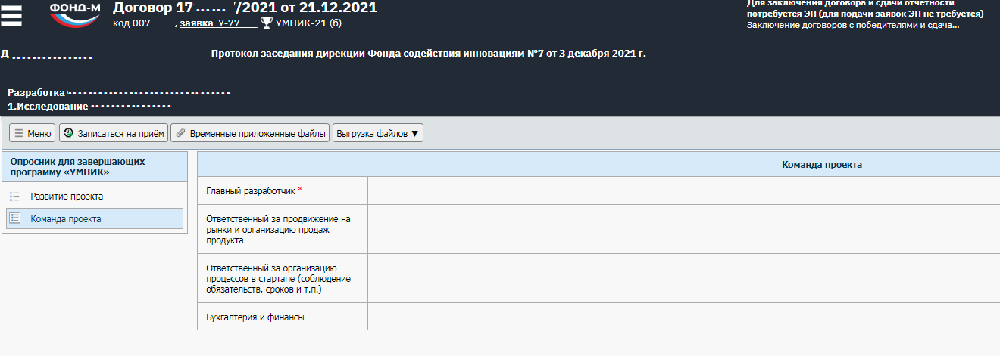 ФОНД-М
Договор 17 ...... /2021 от 21.12.2021
код 007 , заявка У-77 УМНИК-21 (б)
Для заключения договора и сдачи отчетности
потребуется ЭП (для подачи заявок ЭП не требуется)
Заключение договоров с победителями и сдача...
Д .............
Протокол заседания дирекции Фонда содействия инновациям №7 от 3 декабря 2021 г.
Разработка ................................
1.Исследование ................
Меню
Записаться на приём
Временные приложенные файлы
Выгрузка файлов ▼
Опросник для завершающих
программу «УМНИК»
Развитие проекта
Команда проекта
Команда проекта
Главный разработчик *
Ответственный за продвижение на
рынки и организацию продаж
продукта
Ответственный за организацию
процессов в стартапе (соблюдение
обязательств, сроков и т.п.)
Бухгалтерия и финансы